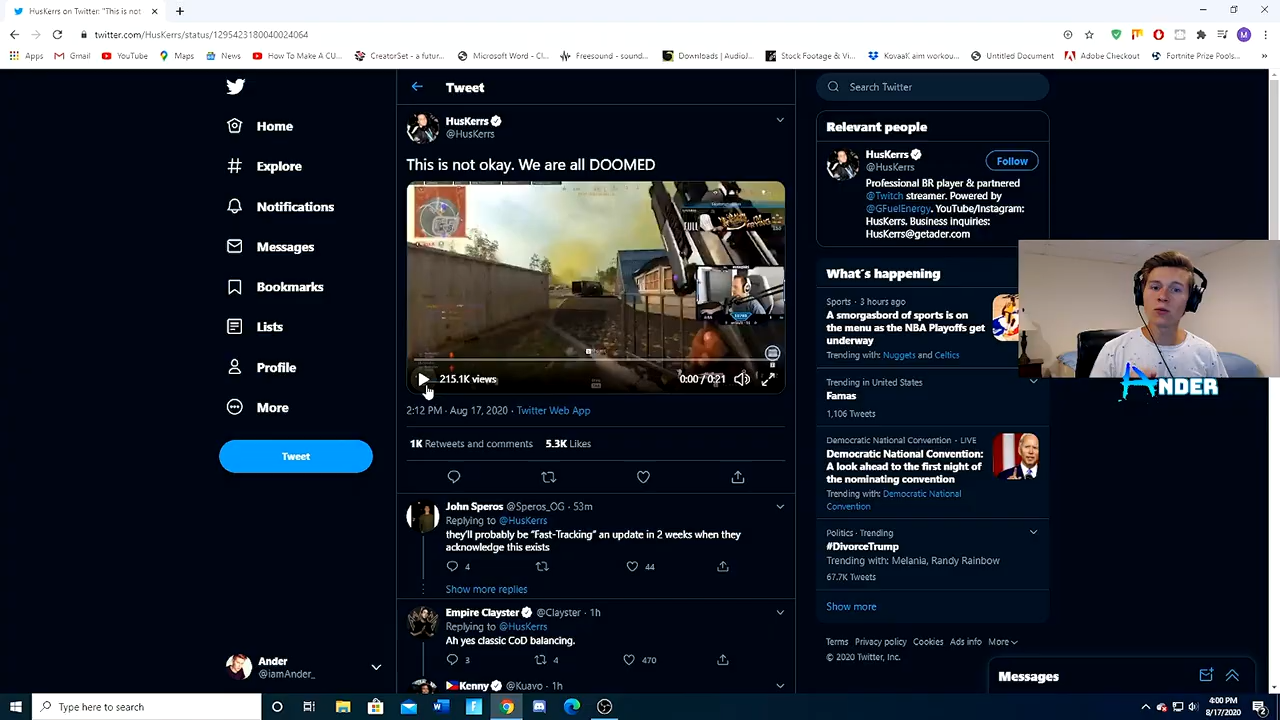 HusKerrs on Twitter: "This is not
twitter.com/HusKerrs/status/1295423180040024064
Apps
Gmail
YouTube
Maps
News
How To Make A CU...
CreatorSet - a futur...
Microsoft Word - Cl...
Freesound - soun...
Downloads | AudioJ...
Stock Footage & Vi...
KovaaK aim workou...
Untitled Document
Adobe Checkout
Fortnite Prize Pools...
Home
Explore
Notifications
Messages
Bookmarks
Lists
Profile
More
Tweet
Ander
@iamAnder_
Tweet
HusKerrs
@HusKerrs
This is not okay. We are all DOOMED
FULL
215.1K views
0:00 / 0:21
2:12 PM · Aug 17, 2020 · Twitter Web App
1K Retweets and comments 5.3K Likes
John Speros @Speros_OG · 53m
Replying to @HusKerrs
they'll probably be "Fast-Tracking" an update in 2 weeks when they
acknowledge this exists
4
44
Show more replies
Empire Clayster @Clayster · 1h
Replying to @HusKerrs
Ah yes classic CoD balancing.
3
4
470
Kenny @Kuavo · 1h
Search Twitter
Relevant people
HusKerrs
@HusKerrs
Follow
Professional BR player & partnered
@Twitch streamer. Powered by
@GFuelEnergy. YouTube/Instagram:
HusKerrs. Business inquiries:
HusKerrs@getader.com
What's happening
Sports · 3 hours ago
A smorgasbord of sports is on
the menu as the NBA Playoffs get
underway
Trending with: Nuggets and Celtics
Trending in United States
Famas
1,106 Tweets
Democratic National Convention · LIVE
Democratic National Convention:
A look ahead to the first night of
the nominating convention
Trending with: Democratic National
Convention
Politics · Trending
#DivorceTrump
Trending with: Melania, Randy Rainbow
67.7K Tweets
Show more
Terms Privacy policy Cookies Ads info More
© 2020 Twitter, Inc.
Messages
ANDER
Type here to search
4:00 PM
8/17/2020
2